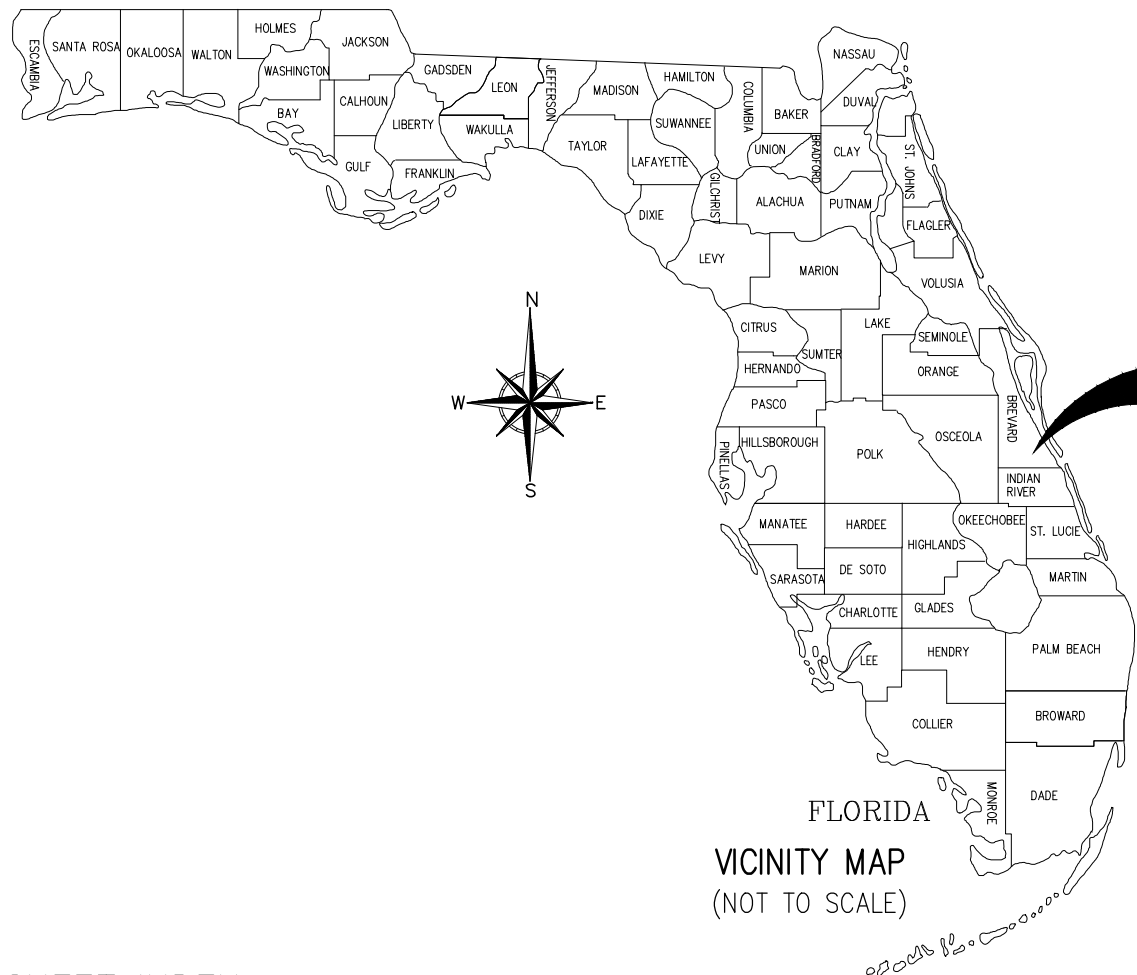 HOLMES
JACKSON
ESCAMBIA
SANTA ROSA
OKALOOSA
WALTON
WASHINGTON
GADSDEN
LEON
JEFFERSON
MADISON
HAMILTON
COLUMBIA
NASSAU
DUVAL
BAKER
BAY
CALHOUN
LIBERTY
WAKULLA
TAYLOR
SUWANNEE
LAFAYETTE
UNION
BRADFORD
CLAY
ST. JOHNS
GULF
FRANKLIN
DIXIE
GILCHRIST
ALACHUA
PUTNAM
FLAGLER
LEVY
MARION
VOLUSIA
CITRUS
SUMTER
LAKE
SEMINOLE
HERNANDO
ORANGE
PASCO
BREVARD
PINELLAS
HILLSBOROUGH
POLK
OSCEOLA
INDIAN
RIVER
MANATEE
HARDEE
HIGHLANDS
OKEECHOBEE
ST. LUCIE
SARASOTA
DE SOTO
MARTIN
CHARLOTTE
GLADES
LEE
HENDRY
PALM BEACH
COLLIER
BROWARD
MONROE
DADE
N
W
E
S
FLORIDA
VICINITY MAP
(NOT TO SCALE)